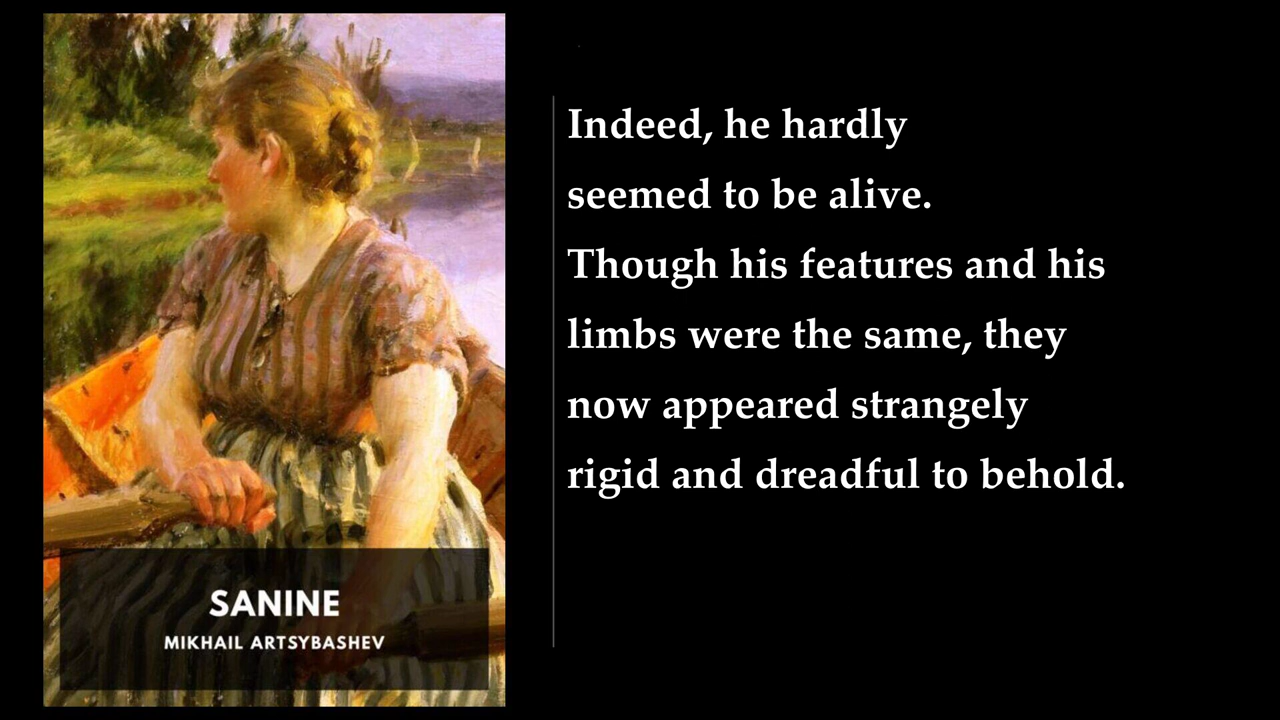 SANINE
MIKHAIL ARTSYBASHEV
Indeed, he hardly
seemed to be alive.
Though his features and his
limbs were the same, they
now appeared strangely
rigid and dreadful to behold.